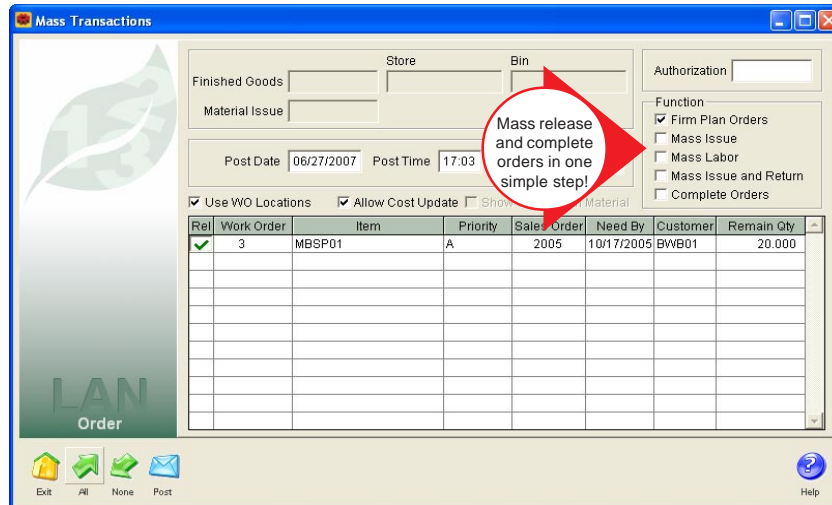 Mass Transactions
Store Bin
Finished Goods
Material Issue
Authorization
Function
Firm Plan Orders
Mass Issue
Mass Labor
Mass Issue and Return
Complete Orders
Mass release
and complete
orders in one
simple step!
Post Date 06/27/2007 Post Time 17:03
Use WO Locations Allow Cost Update Show Material
Rel Work Order Item Priority Sales Order Need By Customer Remain Qty
3 MBSP01 A 2005 10/17/2005 BWB01 20.000
13
LAN
Order
Exit All None Post Help